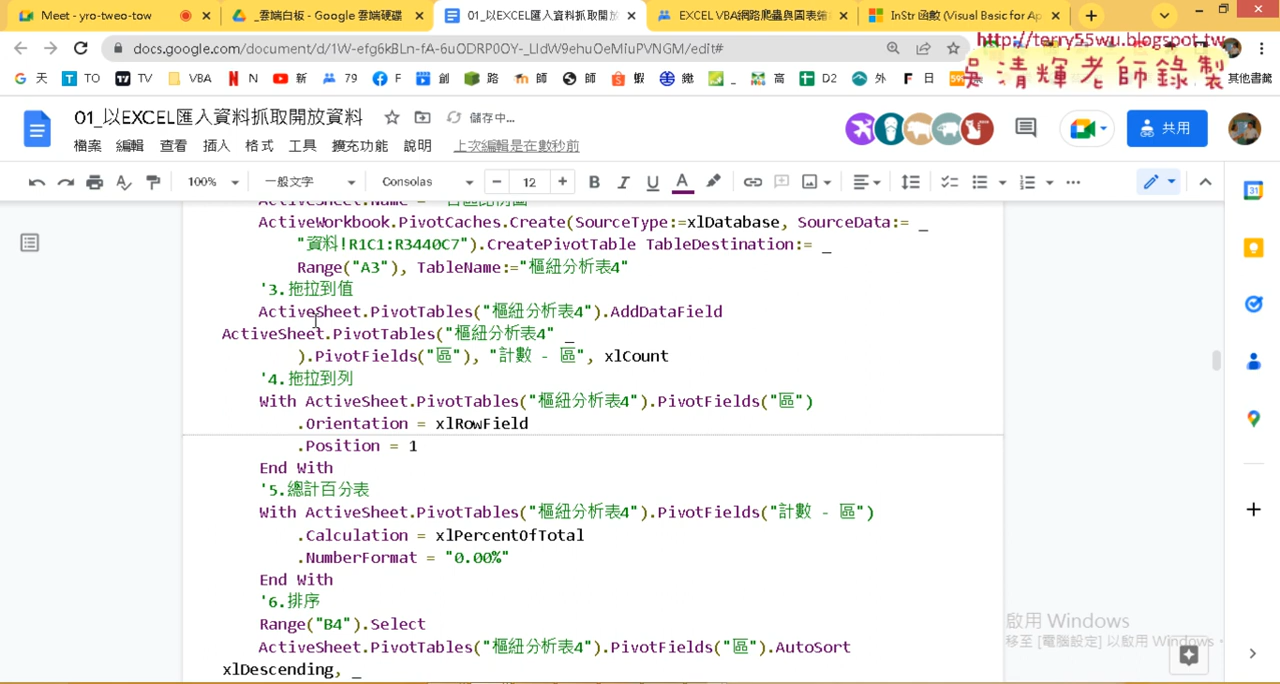 Meet - yro-tweo-tow
_雲端白板 - Google 雲端硬碟
01_以EXCEL匯入資料抓取開放
EXCEL VBA網路爬蟲與圖表
InStr 函數 (Visual Basic for Ap
http://terry55wu.blogspot.tw
docs.google.com/document/d/1W-efg6kBLn-fA-6uODRP0OY-_LIdW9ehuOeMiuPVNGM/edit#
吳清輝老師錄製
天 TO TV VBA N 新 79 F 創 路 師 師 蝦 高 D2 外 日 其他書籤
01_以EXCEL匯入資料抓取開放資料
儲存中...
檔案 編輯 查看 插入 格式 工具 擴充功能 說明 上次編輯是在數秒前
共用
100% 一般文字 Consolas 12
ActiveWorkbook.PivotCaches.Create(SourceType:=xlDatabase, SourceData:= _
"資料!R1C1:R3440C7").CreatePivotTable TableDestination:= _
Range("A3"), TableName:="樞紐分析表4"
'3.拖拉到值
ActiveSheet.PivotTables("樞紐分析表4").AddDataField
ActiveSheet.PivotTables("樞紐分析表4" _
).PivotFields("區"), "計數 - 區", xlCount
'4.拖拉到列
With ActiveSheet.PivotTables("樞紐分析表4").PivotFields("區")
.Orientation = xlRowField
.Position = 1
End With
'5.總計百分表
With ActiveSheet.PivotTables("樞紐分析表4").PivotFields("計數 - 區")
.Calculation = xlPercentOfTotal
.NumberFormat = "0.00%"
End With
'6.排序
Range("B4").Select
ActiveSheet.PivotTables("樞紐分析表4").PivotFields("區").AutoSort
xlDescending, _
啟用 Windows
移至 [電腦設定] 以啟用 Windows。